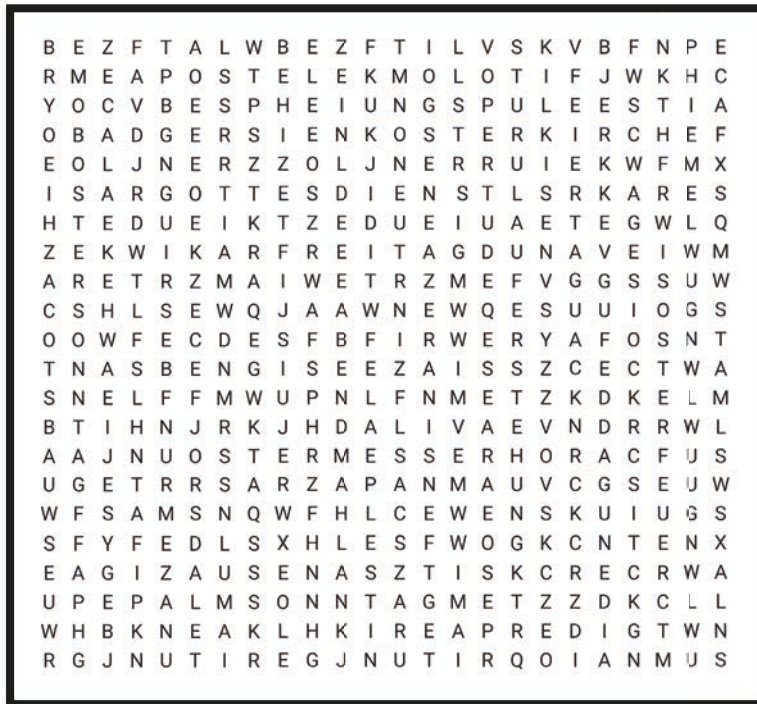 B E Z F T A L W B E Z F T I L V S K V B F N P E
R M E A P O S T E L E K M O L O T I F J W K H C
Y O C V B E S P H E I U N G S P U L E E S T I A
O B A D G E R S I E N K O S T E R K I R C H E F
E O L J N E R Z Z O L J N E R R U I E K W F M X
I S A R G O T T E S D I E N S T L S R K A R E S
H T E D U E I K T Z E D U E I U A E T E G W L Q
Z E K W I K A R F R E I T A G D U N A V E I W M
A R E T R Z M A I W E T R Z M E F V G G S S U W
C S H L S E W Q J A A W N E W Q E S U U I O G S
O O W F E C D E S F B F I R W E R Y A F O S N T
T N A S B E N G I S E E Z A I S S Z C E C T W A
S N E L F F M W U P N L F N M E T Z K D K E L M
B T I H N J R K J H D A L I V A E V N D R R W L
A A J N U O S T E R M E S S E R H O R A C F U S
U G E T R R S A R Z A P A N M A U V C G S E U W
W F S A M S N Q W F H L C E W E N S K U I U G S
S F Y F E D L S X H L E S F W O G K C N T E N X
E A G I Z A U S E N A S Z T I S K C R E C R W A
U P E P A L M S O N N T A G M E T Z Z D K C L L
W H B K N E A K L H K I R E A P R E D I G T W N
R G J N U T I R E G J N U T I R Q O I A N M U S